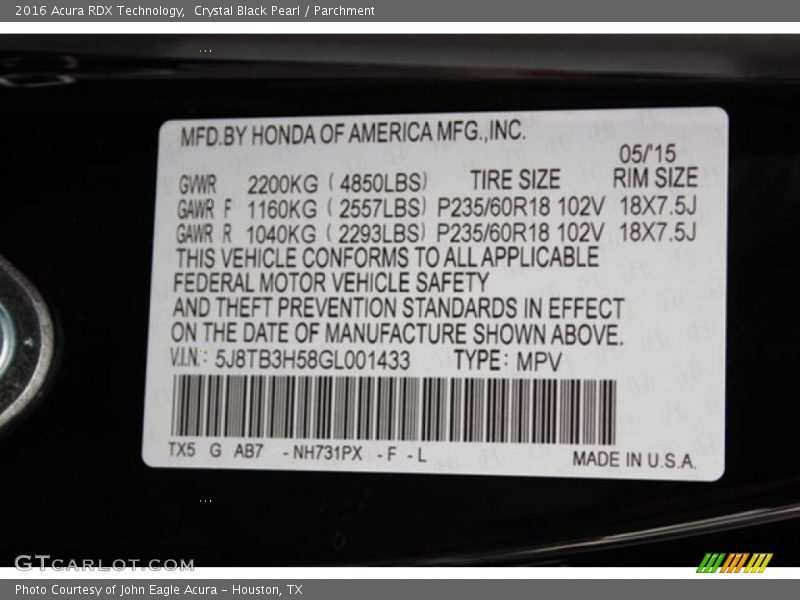 2016 Acura RDX Technology,  Crystal Black Pearl / Parchment
MFD.BY HONDA OF AMERICA MFG.,INC.
05/'15
GVWR 2200KG ( 4850LBS) TIRE SIZE RIM SIZE
GAWR F 1160KG ( 2557LBS) P235/60R18 102V 18X7.5J
GAWR R 1040KG ( 2293LBS) P235/60R18 102V 18X7.5J
THIS VEHICLE CONFORMS TO ALL APPLICABLE
FEDERAL MOTOR VEHICLE SAFETY
AND THEFT PREVENTION STANDARDS IN EFFECT
ON THE DATE OF MANUFACTURE SHOWN ABOVE.
V.I.N.: 5J8TB3H58GL001433 TYPE: MPV
TX5 G AB7 -NH731PX -F -L
MADE IN U.S.A.
GTCARLOT.COM
Photo Courtesy of John Eagle Acura - Houston, TX